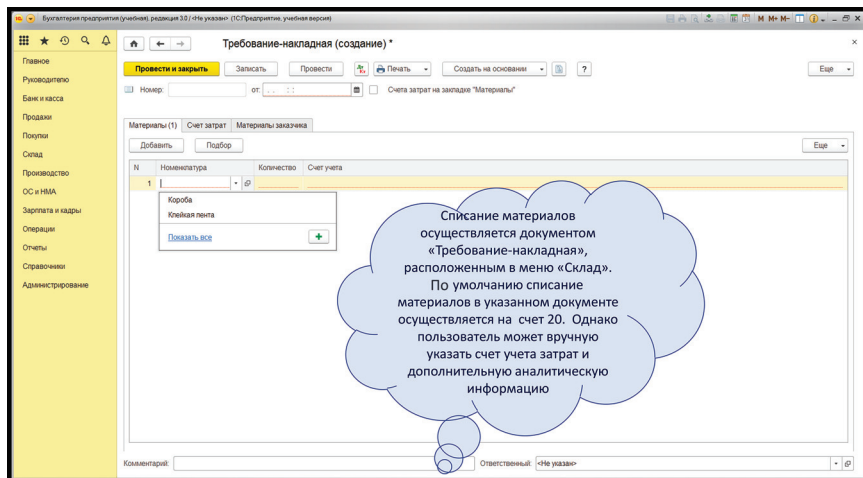 Бухгалтерия предприятия (учебная), редакция 3.0 / <Не указан> (1С:Предприятие, учебная версия)
M M+ M-
Главное
Руководителю
Банк и касса
Продажи
Покупки
Склад
Производство
ОС и НМА
Зарплата и кадры
Операции
Отчеты
Справочники
Администрирование
Требование-накладная (создание) *
Провести и закрыть Записать Провести Дт Кт Печать Создать на основании ? Еще
Номер: от: . . : : Счета затрат на закладке "Материалы"
Материалы (1) Счет затрат Материалы заказчика
Добавить Подбор Еще
N Номенклатура Количество Счет учета
1
Короба
Клейкая лента
Показать все +
Списание материалов
осуществляется документом
«Требование-накладная»,
расположенным в меню «Склад».
По умолчанию списание
материалов в указанном документе
осуществляется на счет 20. Однако
пользователь может вручную
указать счет учета затрат и
дополнительную аналитическую
информацию
Комментарий: Ответственный: <Не указан>